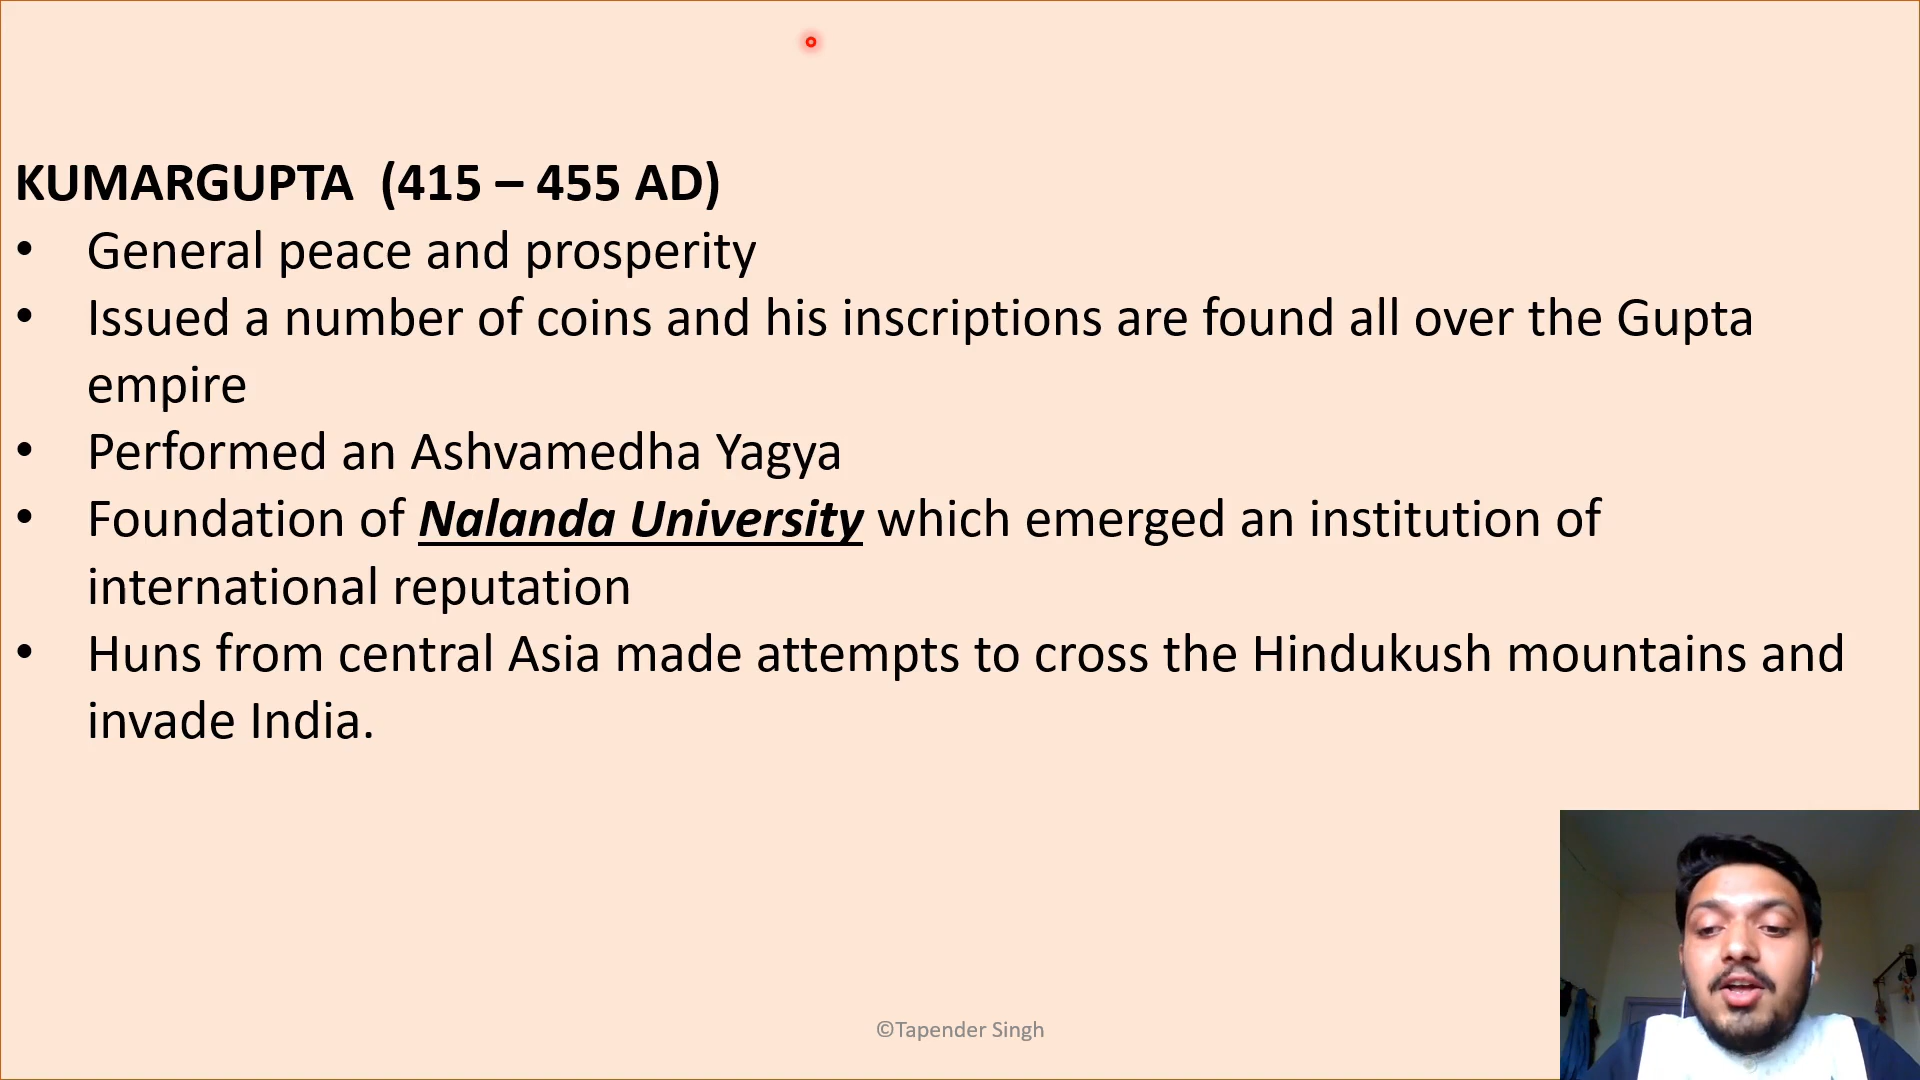 KUMARGUPTA (415 – 455 AD)
• General peace and prosperity
• Issued a number of coins and his inscriptions are found all over the Gupta
empire
• Performed an Ashvamedha Yagya
• Foundation of Nalanda University which emerged an institution of
international reputation
• Huns from central Asia made attempts to cross the Hindukush mountains and
invade India.
©Tapender Singh